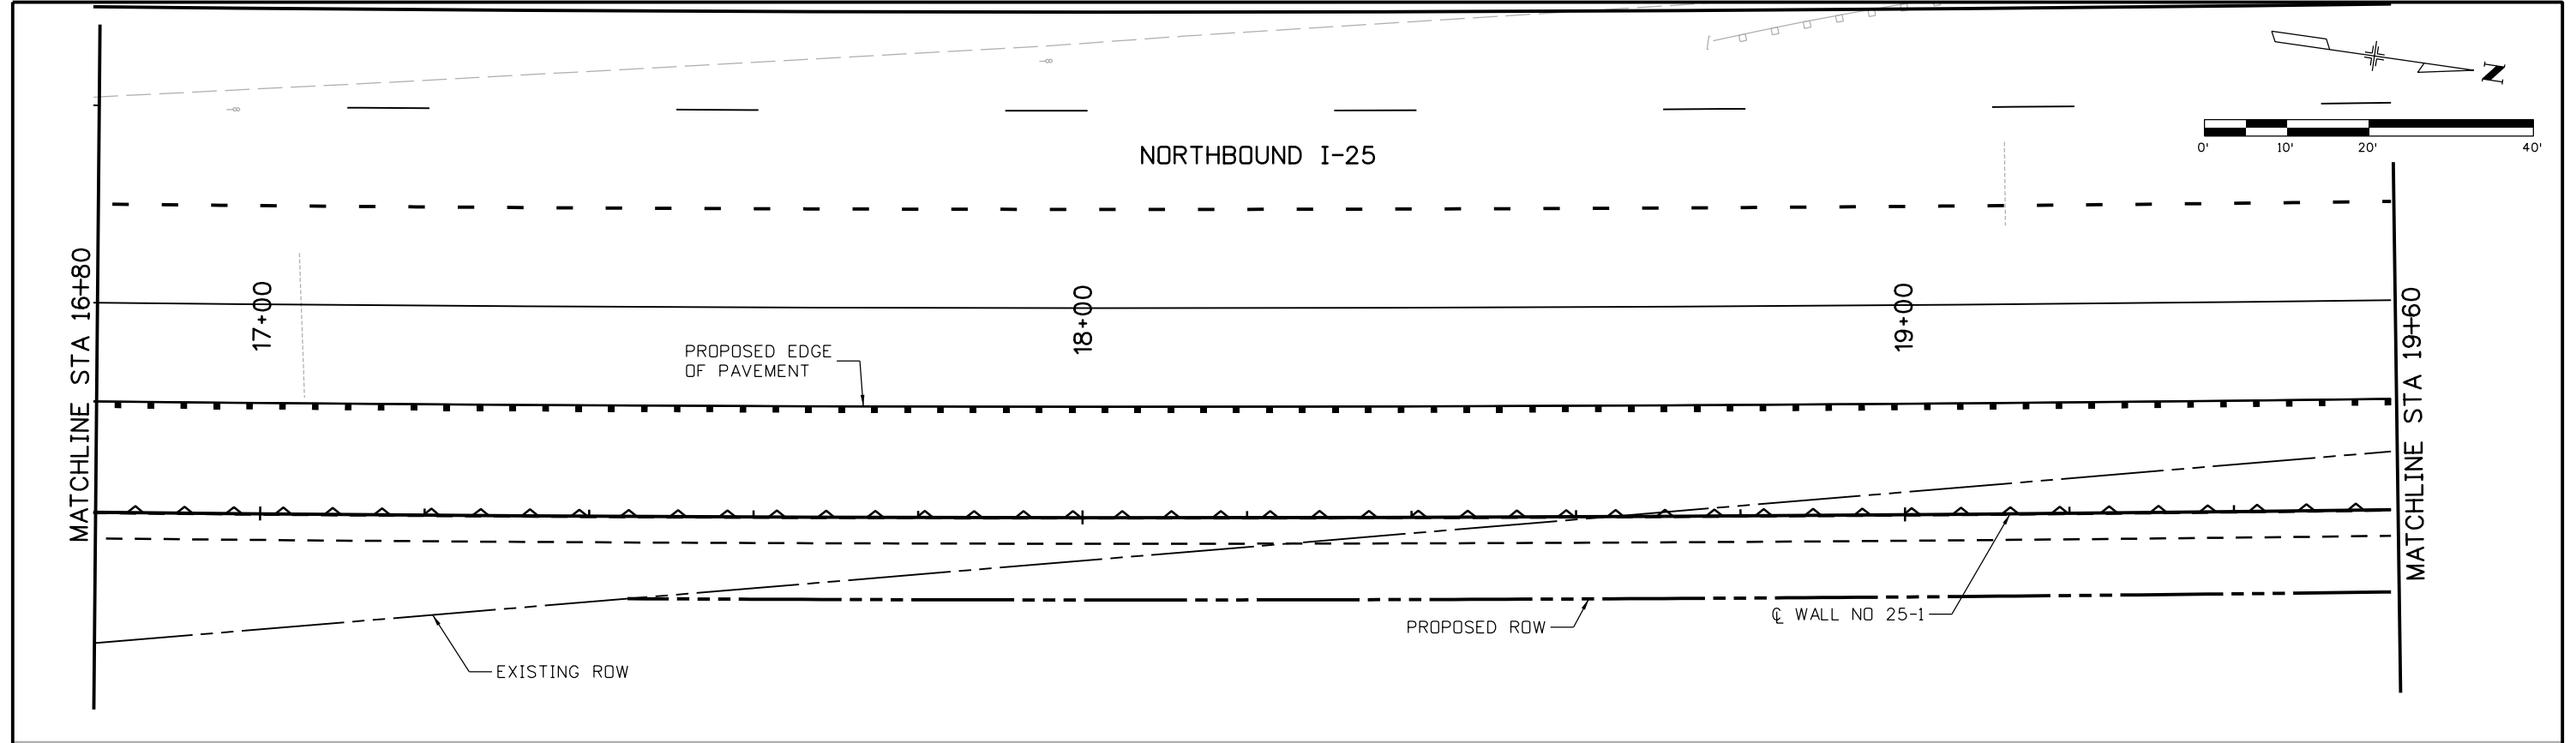 N
0' 10' 20' 40'
NORTHBOUND I-25
MATCHLINE STA 16+80
17+00
18+00
19+00
MATCHLINE STA 19+60
PROPOSED EDGE
OF PAVEMENT
℄ WALL NO 25-1
PROPOSED ROW
EXISTING ROW